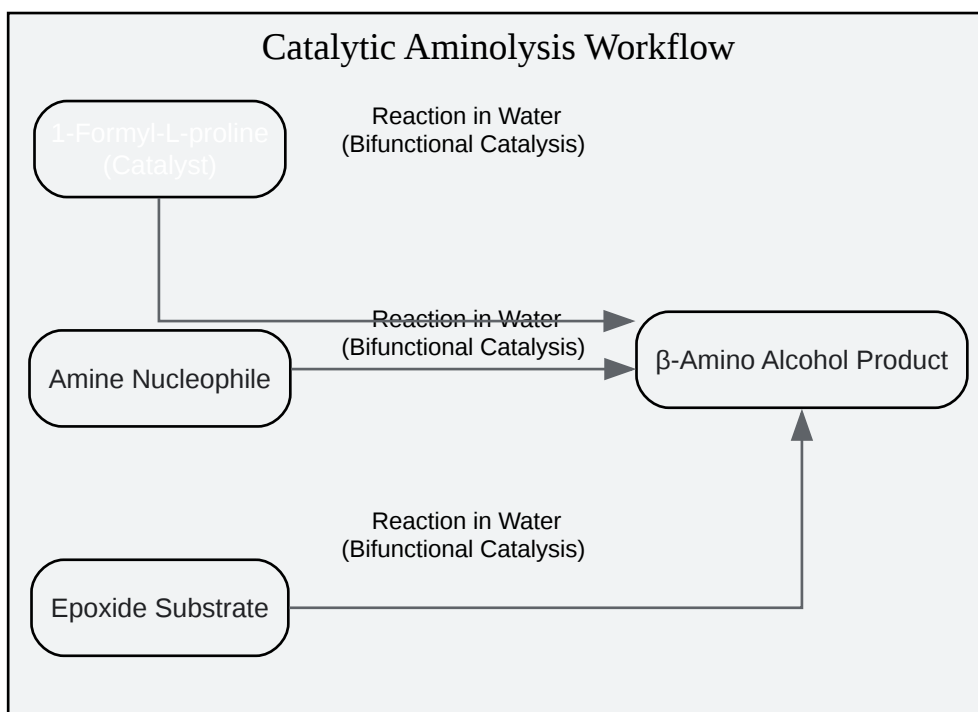 Catalytic Aminolysis Workflow
1-Formyl-L-proline
(Catalyst)
Reaction in Water
(Bifunctional Catalysis)
Reaction in Water
(Bifunctional Catalysis)
Amine Nucleophile
β-Amino Alcohol Product
Reaction in Water
(Bifunctional Catalysis)
Epoxide Substrate